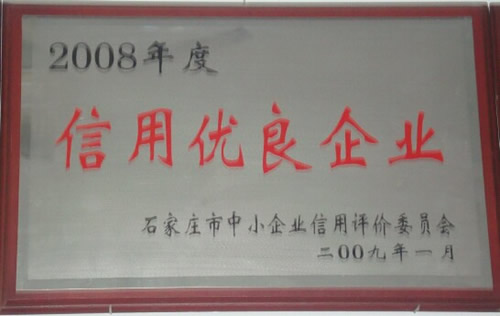 2008年度
信用优良企业
石家庄市中小企业信用评价委员会
二00九年一月